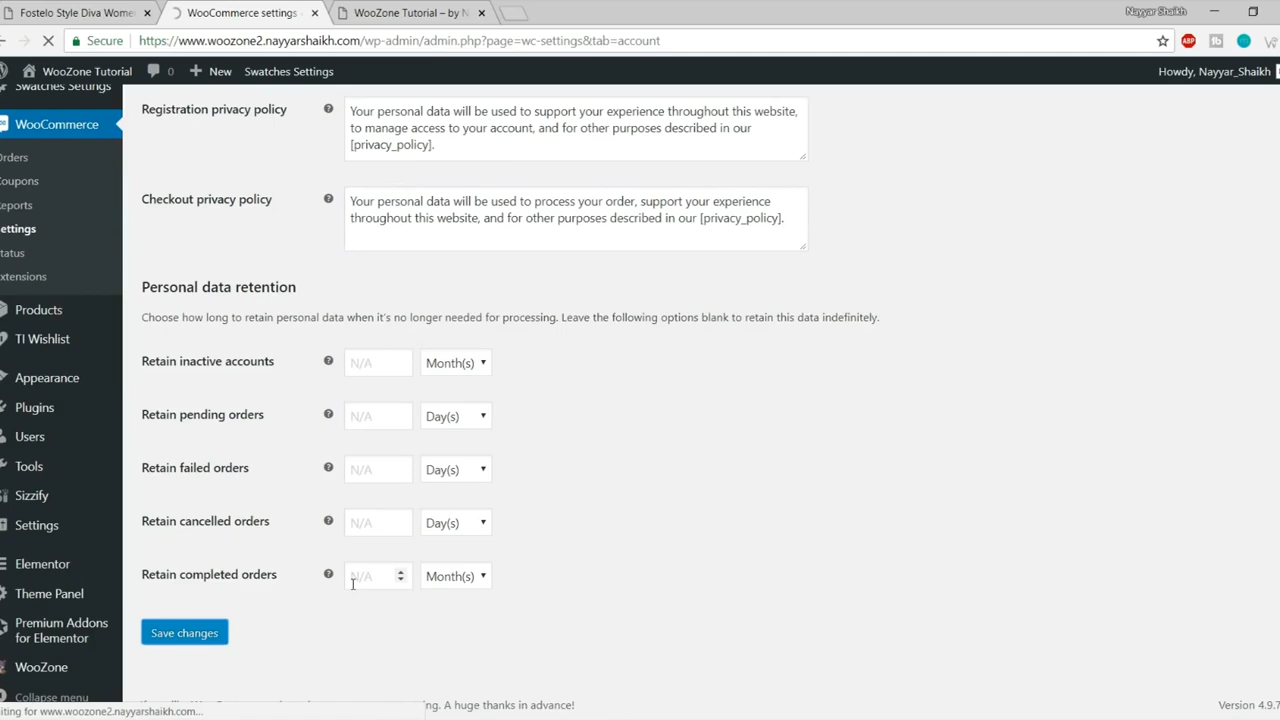 Fostelo Style Diva Wome
WooCommerce settings
WooZone Tutorial – by N
Nayyar Shaikh
Secure
https://www.woozone2.nayyarshaikh.com/wp-admin/admin.php?page=wc-settings&tab=account
ABP
WooZone Tutorial
0
New
Swatches Settings
Howdy, Nayyar_Shaikh
Swatches Settings
WooCommerce
Orders
Coupons
Reports
ettings
tatus
xtensions
Products
TI Wishlist
Appearance
Plugins
Users
Tools
Sizzify
Settings
Elementor
Theme Panel
Premium Addons
for Elementor
WooZone
Collapse menu
Registration privacy policy
Your personal data will be used to support your experience throughout this website,
to manage access to your account, and for other purposes described in our
[privacy_policy].
Checkout privacy policy
Your personal data will be used to process your order, support your experience
throughout this website, and for other purposes described in our [privacy_policy].
Personal data retention
Choose how long to retain personal data when it's no longer needed for processing. Leave the following options blank to retain this data indefinitely.
Retain inactive accounts
N/A
Month(s)
Retain pending orders
N/A
Day(s)
Retain failed orders
N/A
Day(s)
Retain cancelled orders
N/A
Day(s)
Retain completed orders
N/A
Month(s)
Save changes
ing. A huge thanks in advance!
Version 4.9.7
iting for www.woozone2.nayyarshaikh.com...